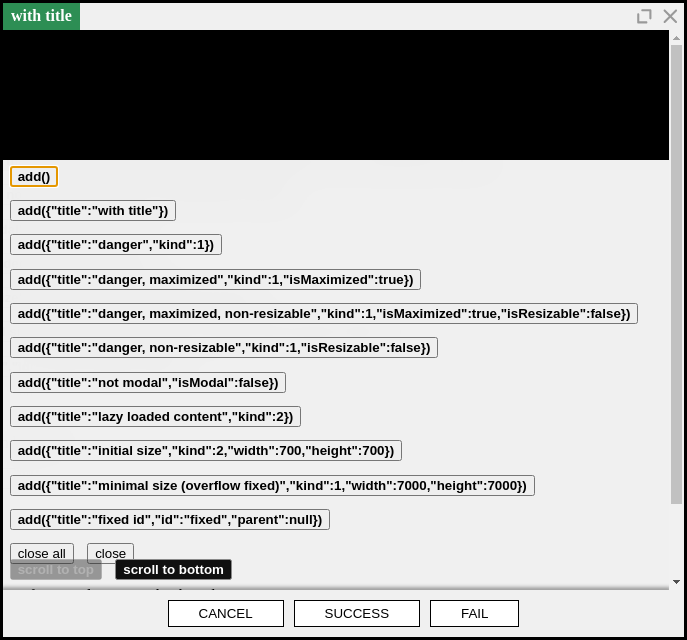 with title
add()
add({"title":"with title"})
add({"title":"danger","kind":1})
add({"title":"danger, maximized","kind":1,"isMaximized":true})
add({"title":"danger, maximized, non-resizable","kind":1,"isMaximized":true,"isResizable":false})
add({"title":"danger, non-resizable","kind":1,"isResizable":false})
add({"title":"not modal","isModal":false})
add({"title":"lazy loaded content","kind":2})
add({"title":"initial size","kind":2,"width":700,"height":700})
add({"title":"minimal size (overflow fixed)","kind":1,"width":7000,"height":7000})
add({"title":"fixed id","id":"fixed","parent":null})
close all close
scroll to top scroll to bottom
CANCEL SUCCESS FAIL